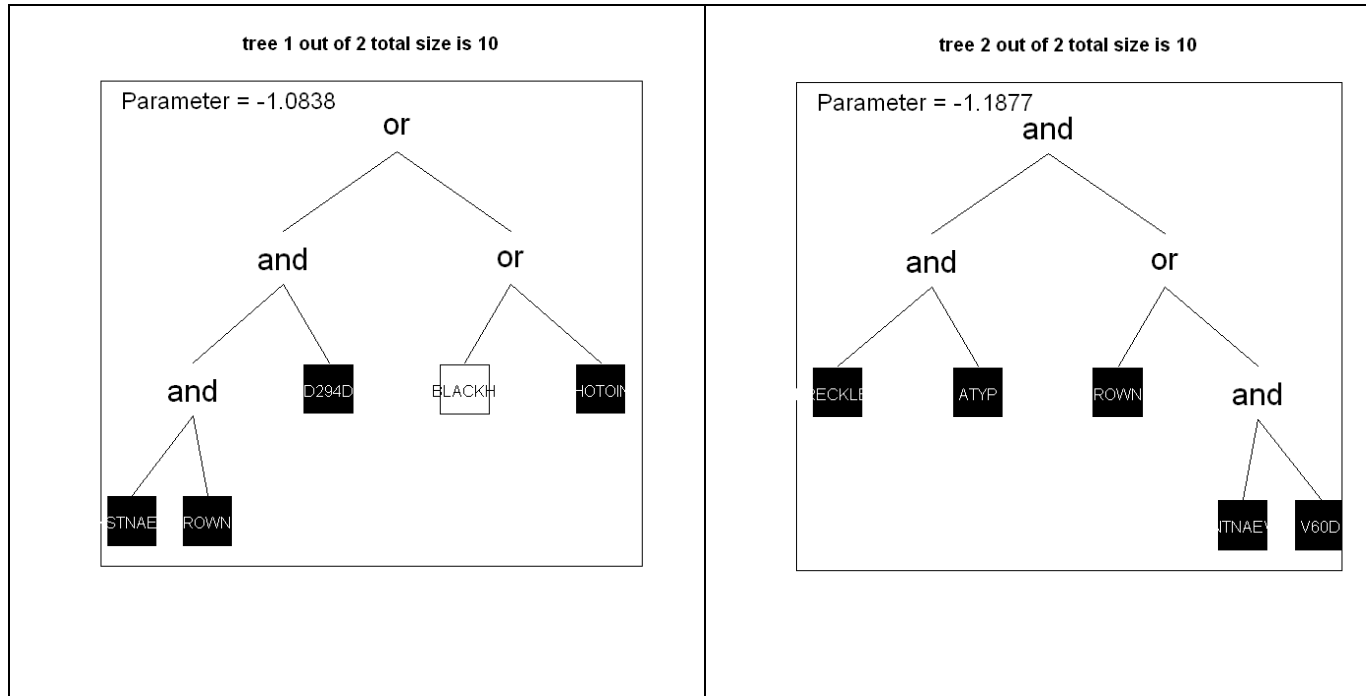 tree 1 out of 2 total size is 10
Parameter = -1.0838
or
and
or
and
D294D
BLACKH
HOTOIN
STNAE
ROWN
tree 2 out of 2 total size is 10
Parameter = -1.1877
and
and
or
RECKLE
ATYP
ROWN
and
NTNAEV
V60D